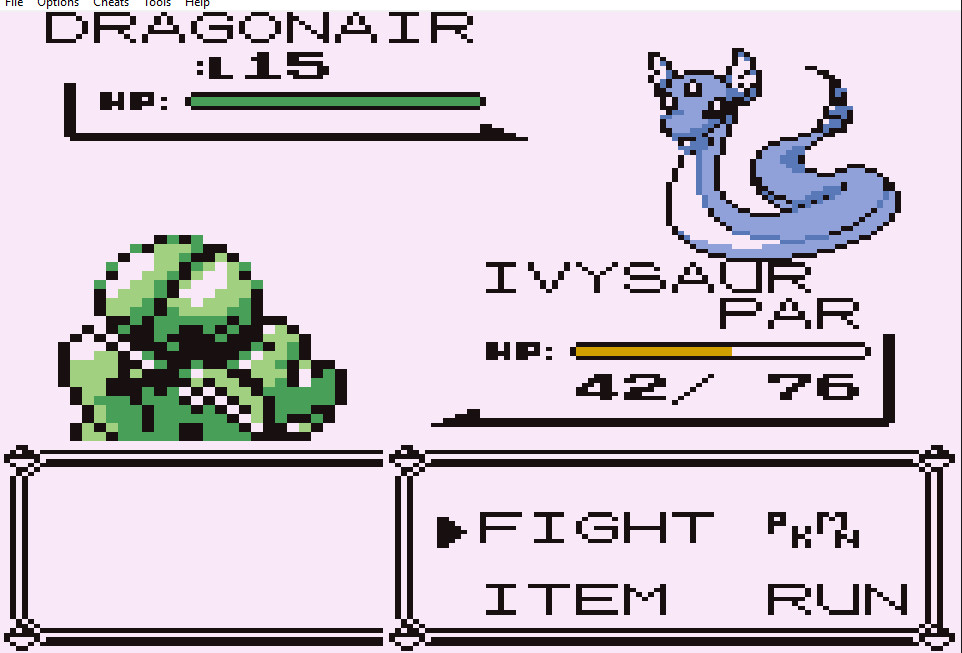 File Options Cheats Tools Help
DRAGONAIR
:L15
HP:
IVYSAUR
PAR
HP:
42/ 76
FIGHT PKMN
ITEM RUN